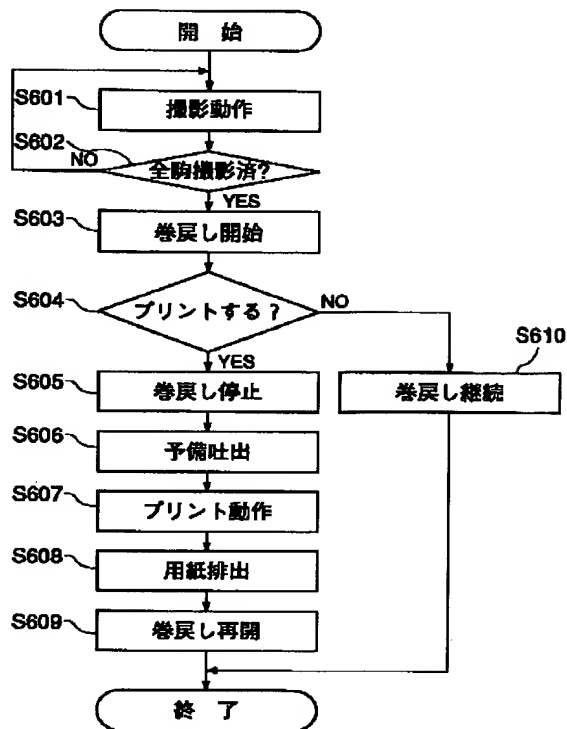 開 始
S601
撮影動作
S602
NO
全駒撮影済?
YES
S603
巻戻し開始
S604
プリントする?
NO
YES
S610
S605
巻戻し停止
巻戻し継続
S606
予備吐出
S607
プリント動作
S608
用紙排出
S609
巻戻し再開
終 了